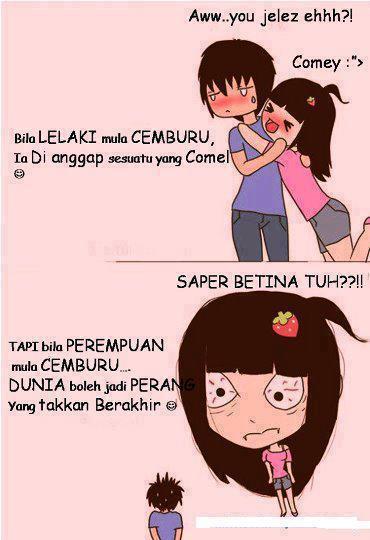 Aww..you jelez ehhh?!
Comey :">
Bila LELAKI mula CEMBURU,
Ia Di anggap sesuatu yang Comel
☺
SAPER BETINA TUH??!!
TAPI bila PEREMPUAN
mula CEMBURU....
DUNIA boleh jadi PERANG
Yang takkan Berakhir ☺